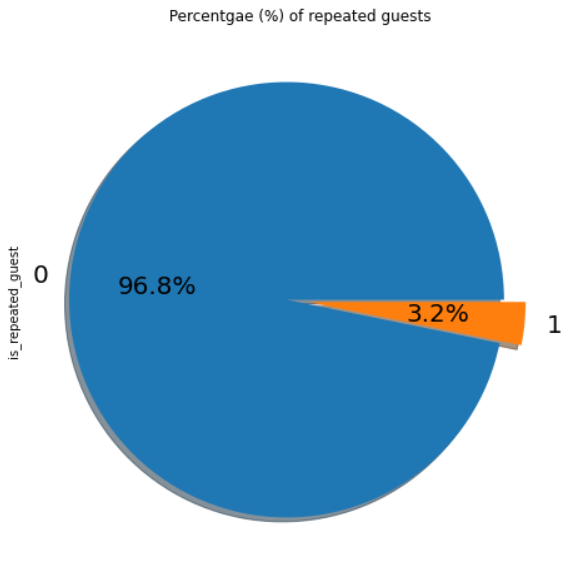 Percentgae (%) of repeated guests
is_repeated_guest
0
96.8%
3.2%
1